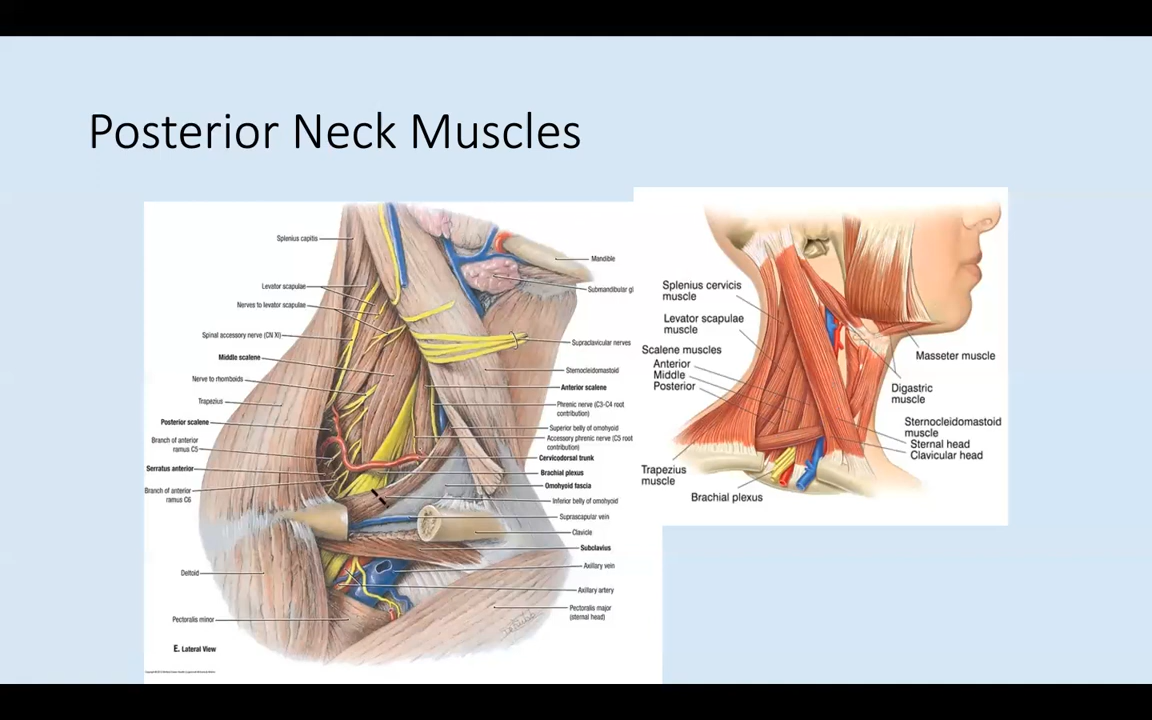 Posterior Neck Muscles
Splenius capitis
Levator scapulae
Nerves to levator scapulae
Spinal accessory nerve (CN XI)
Middle scalene
Nerve to rhomboids
Trapezius
Posterior scalene
Branch of anterior
ramus C5
Serratus anterior
Branch of anterior
ramus C6
Deltoid
Pectoralis minor
E. Lateral View
Mandible
Submandibular gl
Supraclavicular nerves
Sternocleidomastoid
Anterior scalene
Phrenic nerve (C3-C4 root
contribution)
Superior belly of omohyoid
Accessory phrenic nerve (C5 root
contribution)
Cervicodorsal trunk
Brachial plexus
Omohyoid fascia
Inferior belly of omohyoid
Suprascapular vein
Clavicle
Subclavius
Axillary vein
Axillary artery
Pectoralis major
(sternal head)
Splenius cervicis
muscle
Levator scapulae
muscle
Scalene muscles
Anterior
Middle
Posterior
Trapezius
muscle
Brachial plexus
Masseter muscle
Digastric
muscle
Sternocleidomastoid
muscle
Sternal head
Clavicular head